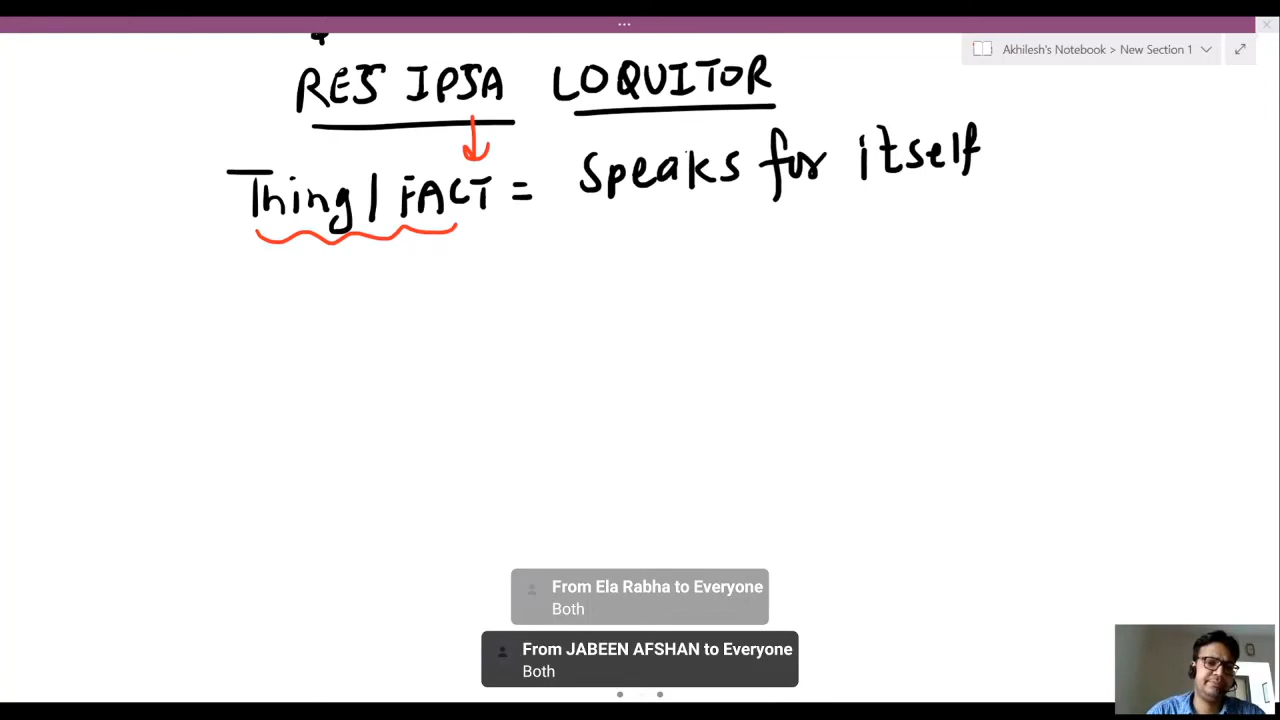 ...
Akhilesh's Notebook > New Section 1
RES IPSA LOQUITOR
Thing / FACT = Speaks for itself
From Ela Rabha to Everyone
Both
From JABEEN AFSHAN to Everyone
Both